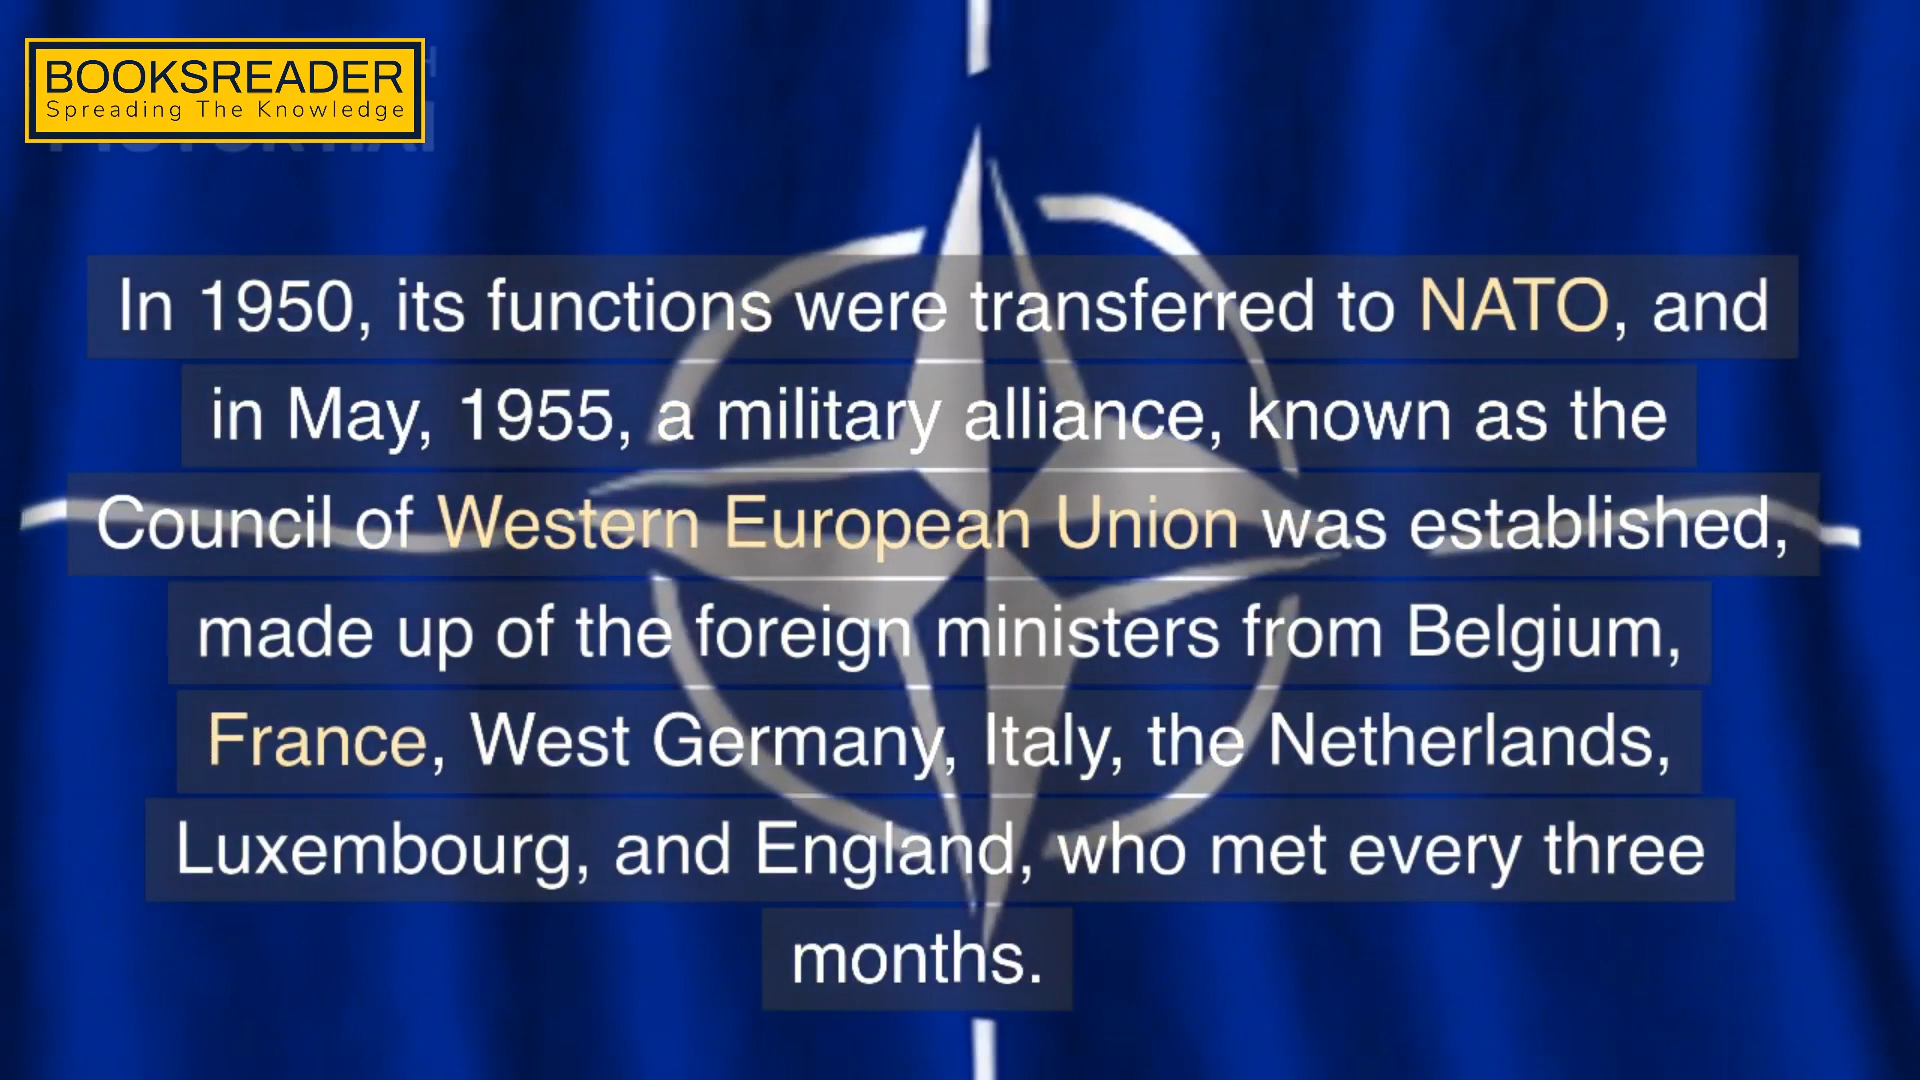 BOOKSREADER
Spreading The Knowledge
In 1950, its functions were transferred to NATO, and
in May, 1955, a military alliance, known as the
Council of Western European Union was established,
made up of the foreign ministers from Belgium,
France, West Germany, Italy, the Netherlands,
Luxembourg, and England, who met every three
months.